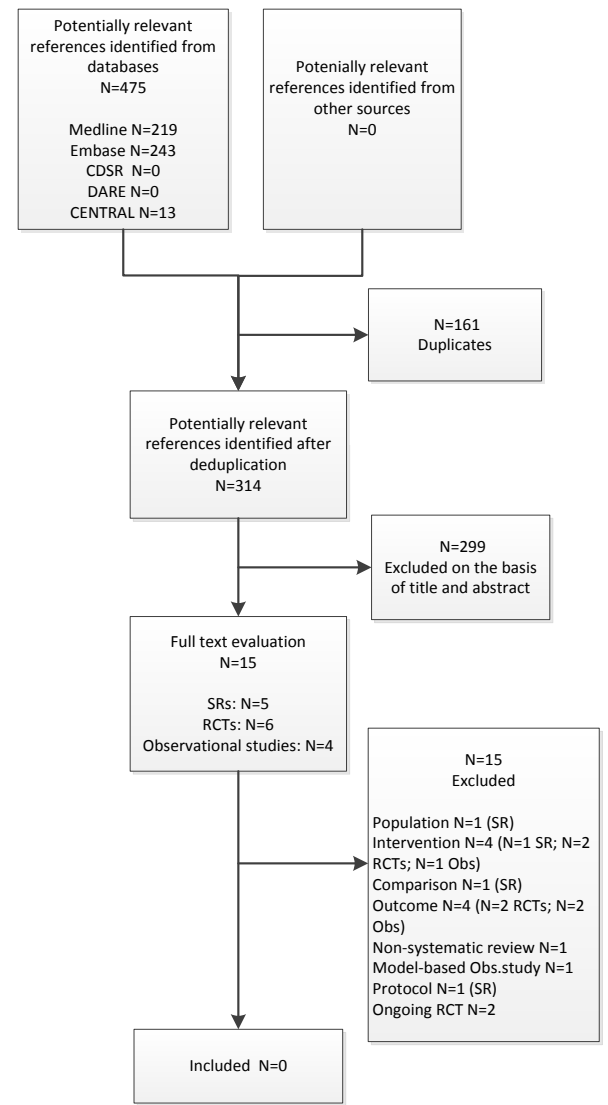 Potentially relevant
references identified from
databases
N=475
Medline N=219
Embase N=243
CDSR N=0
DARE N=0
CENTRAL N=13
Potenially relevant
references identified from
other sources
N=0
N=161
Duplicates
Potentially relevant
references identified after
deduplication
N=314
N=299
Excluded on the basis
of title and abstract
Full text evaluation
N=15
SRs: N=5
RCTs: N=6
Observational studies: N=4
N=15
Excluded
Population N=1 (SR)
Intervention N=4 (N=1 SR; N=2
RCTs; N=1 Obs)
Comparison N=1 (SR)
Outcome N=4 (N=2 RCTs; N=2
Obs)
Non-systematic review N=1
Model-based Obs.study N=1
Protocol N=1 (SR)
Ongoing RCT N=2
Included N=0